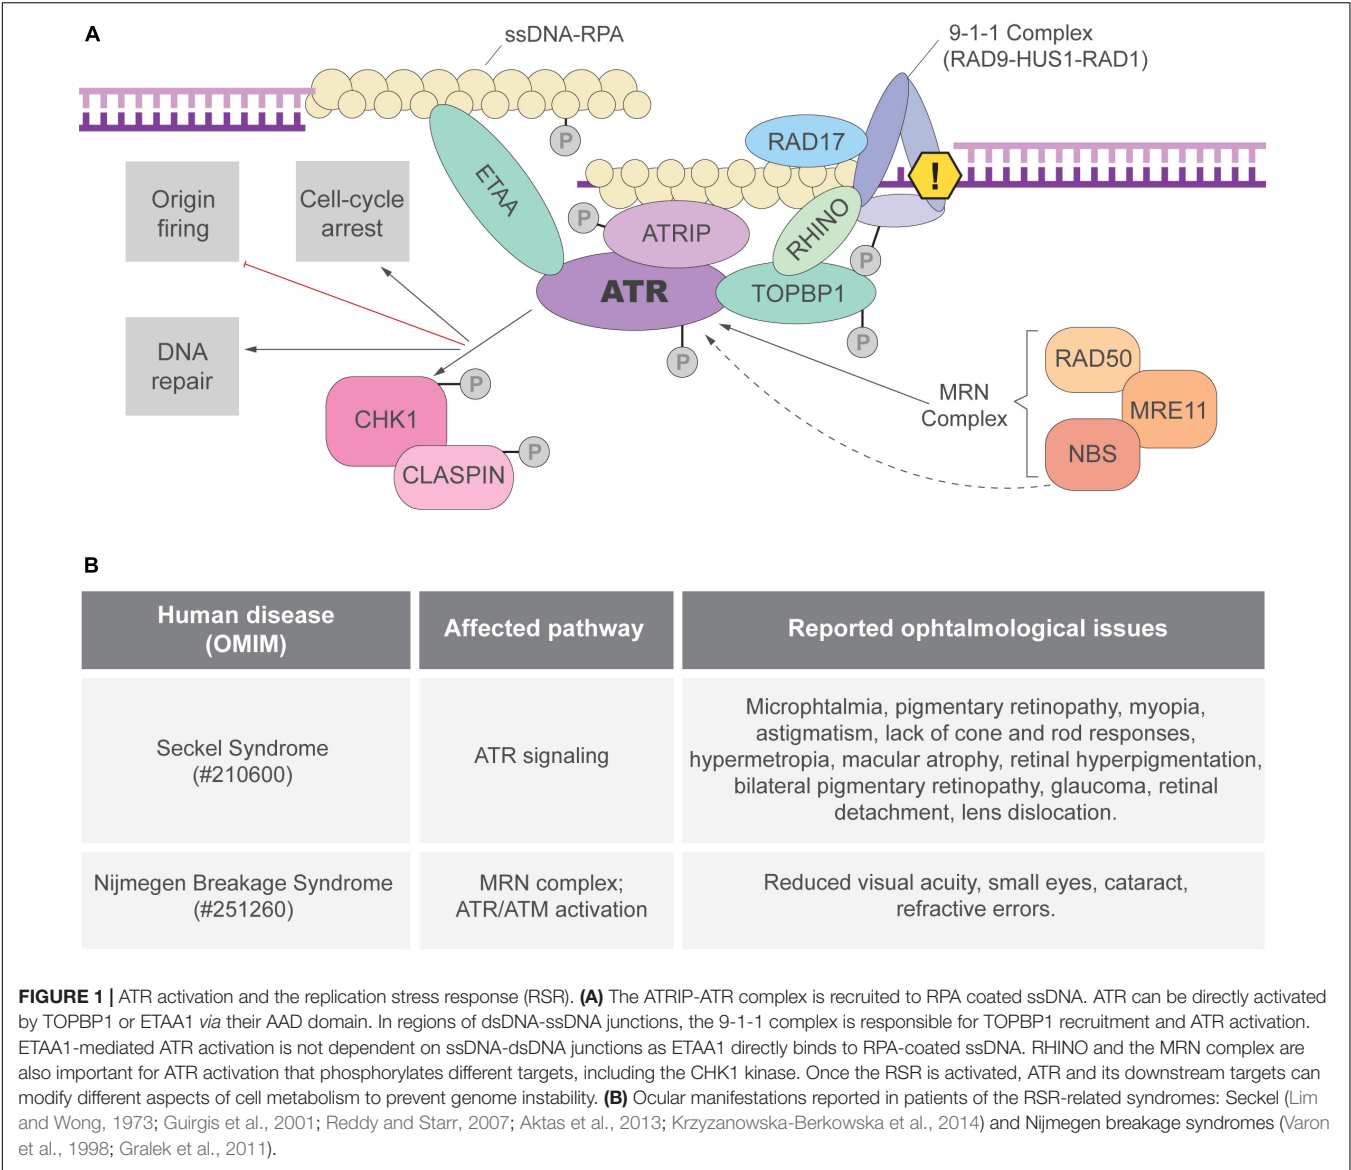 A
ssDNA-RPA
9-1-1 Complex
(RAD9-HUS1-RAD1)
P
RAD17
Origin
firing
Cell-cycle
arrest
ETAA
P
ATRIP
RHINO
P
ATR
TOPBP1
P
P
DNA
repair
RAD50
MRN
Complex
MRE11
NBS
P
CHK1
P
CLASPIN
!
B
Human disease
(OMIM)
Affected pathway
Reported ophtalmological issues
Seckel Syndrome
(#210600)
ATR signaling
Microphtalmia, pigmentary retinopathy, myopia,
astigmatism, lack of cone and rod responses,
hypermetropia, macular atrophy, retinal hyperpigmentation,
bilateral pigmentary retinopathy, glaucoma, retinal
detachment, lens dislocation.
Nijmegen Breakage Syndrome
(#251260)
MRN complex;
ATR/ATM activation
Reduced visual acuity, small eyes, cataract,
refractive errors.
FIGURE 1 | ATR activation and the replication stress response (RSR). (A) The ATRIP-ATR complex is recruited to RPA coated ssDNA. ATR can be directly activated
by TOPBP1 or ETAA1 via their AAD domain. In regions of dsDNA-ssDNA junctions, the 9-1-1 complex is responsible for TOPBP1 recruitment and ATR activation.
ETAA1-mediated ATR activation is not dependent on ssDNA-dsDNA junctions as ETAA1 directly binds to RPA-coated ssDNA. RHINO and the MRN complex are
also important for ATR activation that phosphorylates different targets, including the CHK1 kinase. Once the RSR is activated, ATR and its downstream targets can
modify different aspects of cell metabolism to prevent genome instability. (B) Ocular manifestations reported in patients of the RSR-related syndromes: Seckel (Lim
and Wong, 1973; Guirgis et al., 2001; Reddy and Starr, 2007; Aktas et al., 2013; Krzyzanowska-Berkowska et al., 2014) and Nijmegen breakage syndromes (Varon
et al., 1998; Gralek et al., 2011).